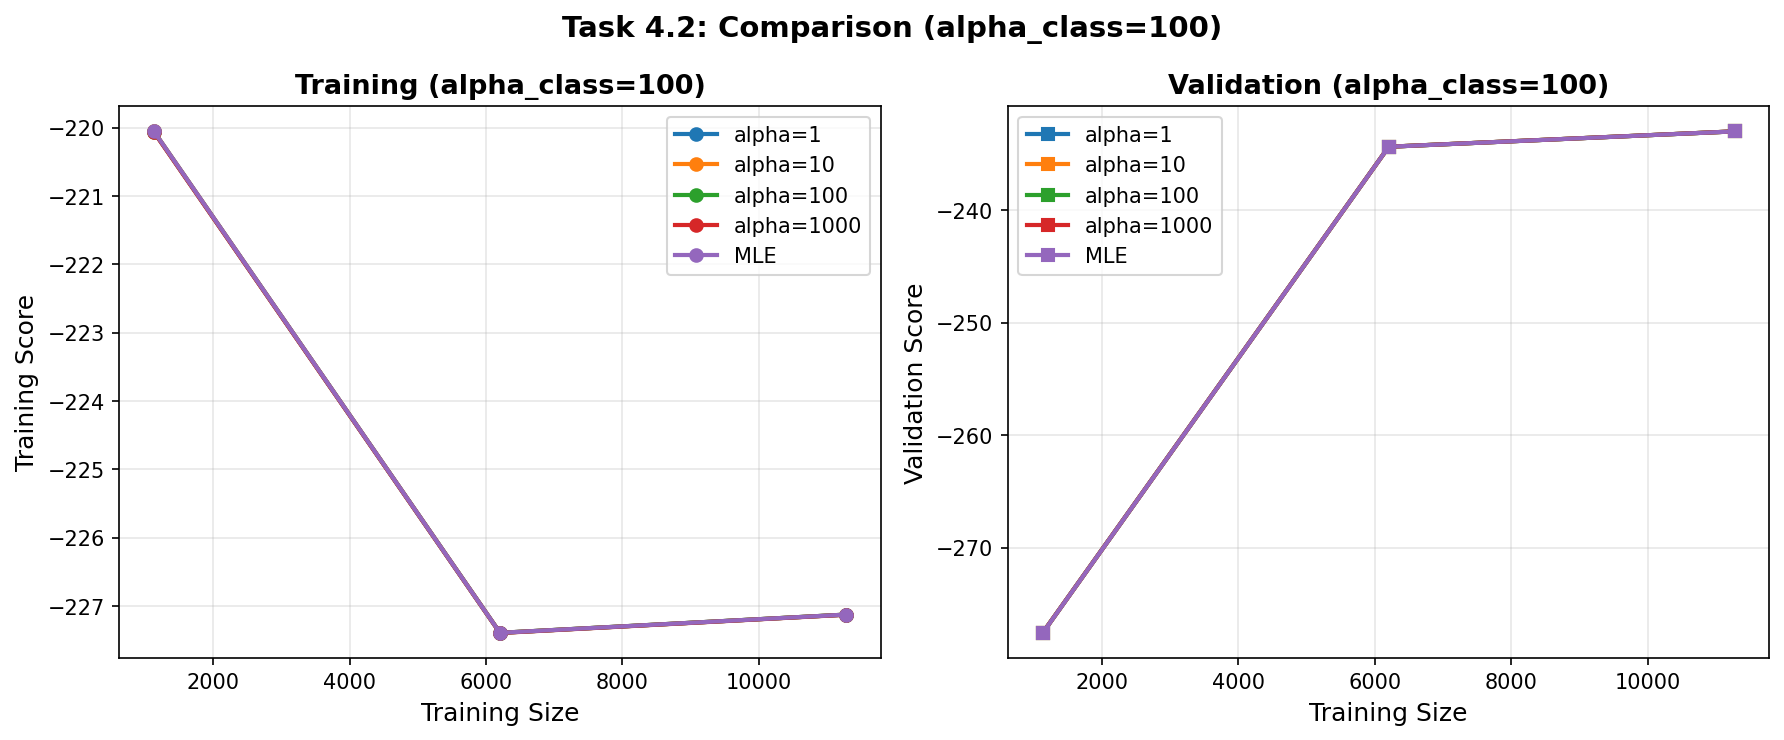 Task 4.2: Comparison (alpha_class=100)
Training (alpha_class=100)
−220
−221
−222
−223
−224
−225
−226
−227
Training Score
2000
4000
6000
8000
10000
Training Size
alpha=1
alpha=10
alpha=100
alpha=1000
MLE
Validation (alpha_class=100)
−240
−250
−260
−270
Validation Score
2000
4000
6000
8000
10000
Training Size
alpha=1
alpha=10
alpha=100
alpha=1000
MLE